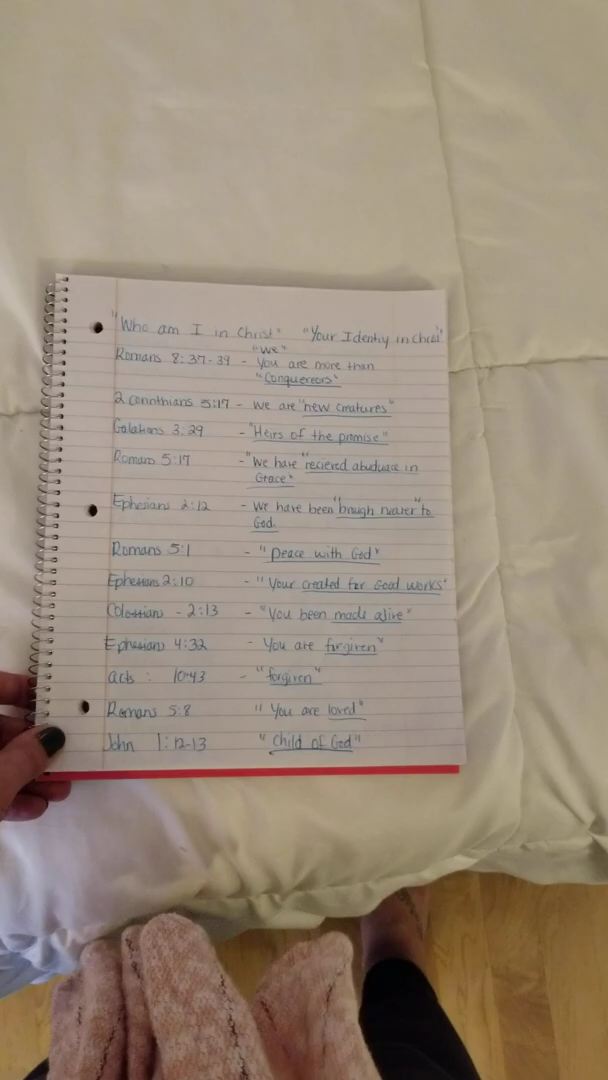 "Who am I in Christ" "Your Identiy in Christ"
"We"
Romans 8:37-39 - You are more than
"Conquereors"
2 Corinthians 5:17 - We are "new creatures"
Galatians 3:29 - "Heirs of the promise"
Romans 5:17 - "We have "recieved abuduace in
Grace"
Ephesians 2:12 - We have been "brough nearer" to
God.
Romans 5:1 - "Peace with God"
Ephesians 2:10 - "Your created for Good works"
Colossians - 2:13 - "You been made alive"
Ephesians 4:32 - You are forgiven"
acts : 10-43 - "forgiven"
Romans 5:8 "You are loved"
John 1:12-13 "Child of God"